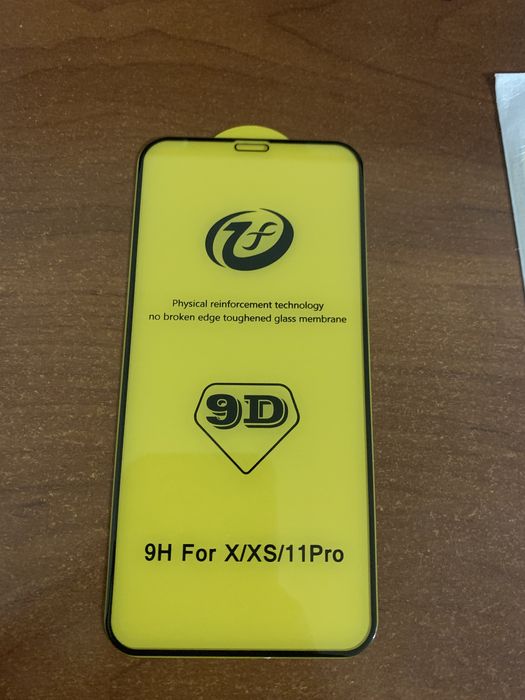 Physical reinforcement technology
no broken edge toughened glass membrane
9D
9H For X/XS/11Pro